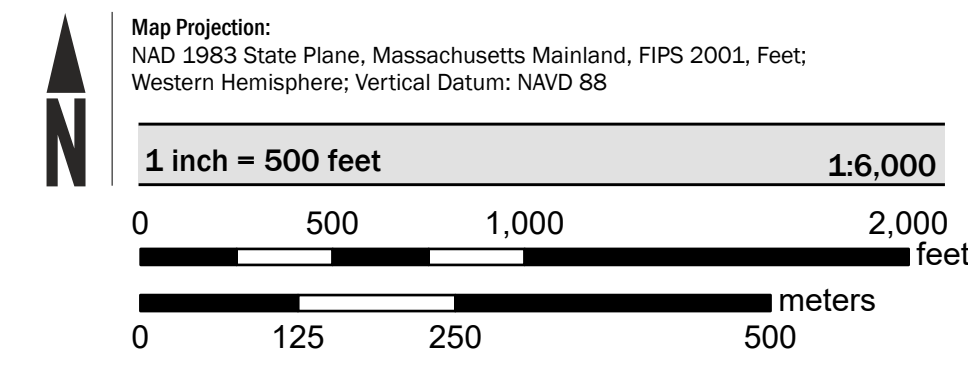 Map Projection:
NAD 1983 State Plane, Massachusetts Mainland, FIPS 2001, Feet;
Western Hemisphere; Vertical Datum: NAVD 88
N
1 inch = 500 feet 1:6,000
0 500 1,000 2,000
feet
meters
0 125 250 500